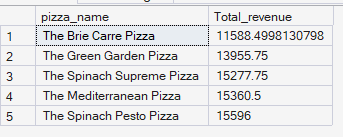 pizza_name Total_revenue
1 The Brie Carre Pizza 11588.4998130798
2 The Green Garden Pizza 13955.75
3 The Spinach Supreme Pizza 15277.75
4 The Mediterranean Pizza 15360.5
5 The Spinach Pesto Pizza 15596